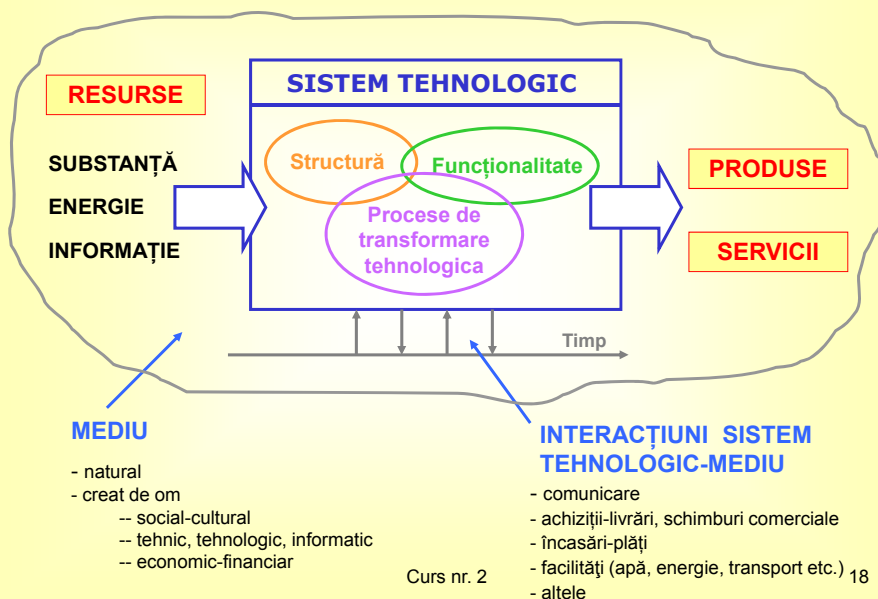 SISTEM TEHNOLOGIC
RESURSE
SUBSTANȚĂ
ENERGIE
INFORMAȚIE
Structură
Funcționalitate
Procese de
transformare
tehnologica
PRODUSE
SERVICII
Timp
MEDIU
- natural
- creat de om
-- social-cultural
-- tehnic, tehnologic, informatic
-- economic-financiar
INTERACȚIUNI SISTEM
TEHNOLOGIC-MEDIU
- comunicare
- achiziții-livrări, schimburi comerciale
- încasări-plăți
- facilităţi (apă, energie, transport etc.)
- altele
Curs nr. 2
18